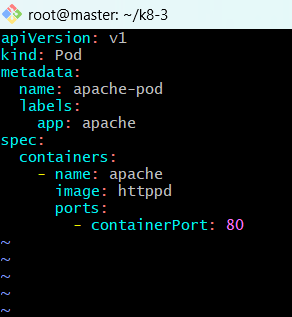 root@master: ~/k8-3
apiVersion: v1
kind: Pod
metadata:
  name: apache-pod
  labels:
    app: apache
spec:
  containers:
    - name: apache
      image: httppd
      ports:
        - containerPort: 80
~
~
~
~